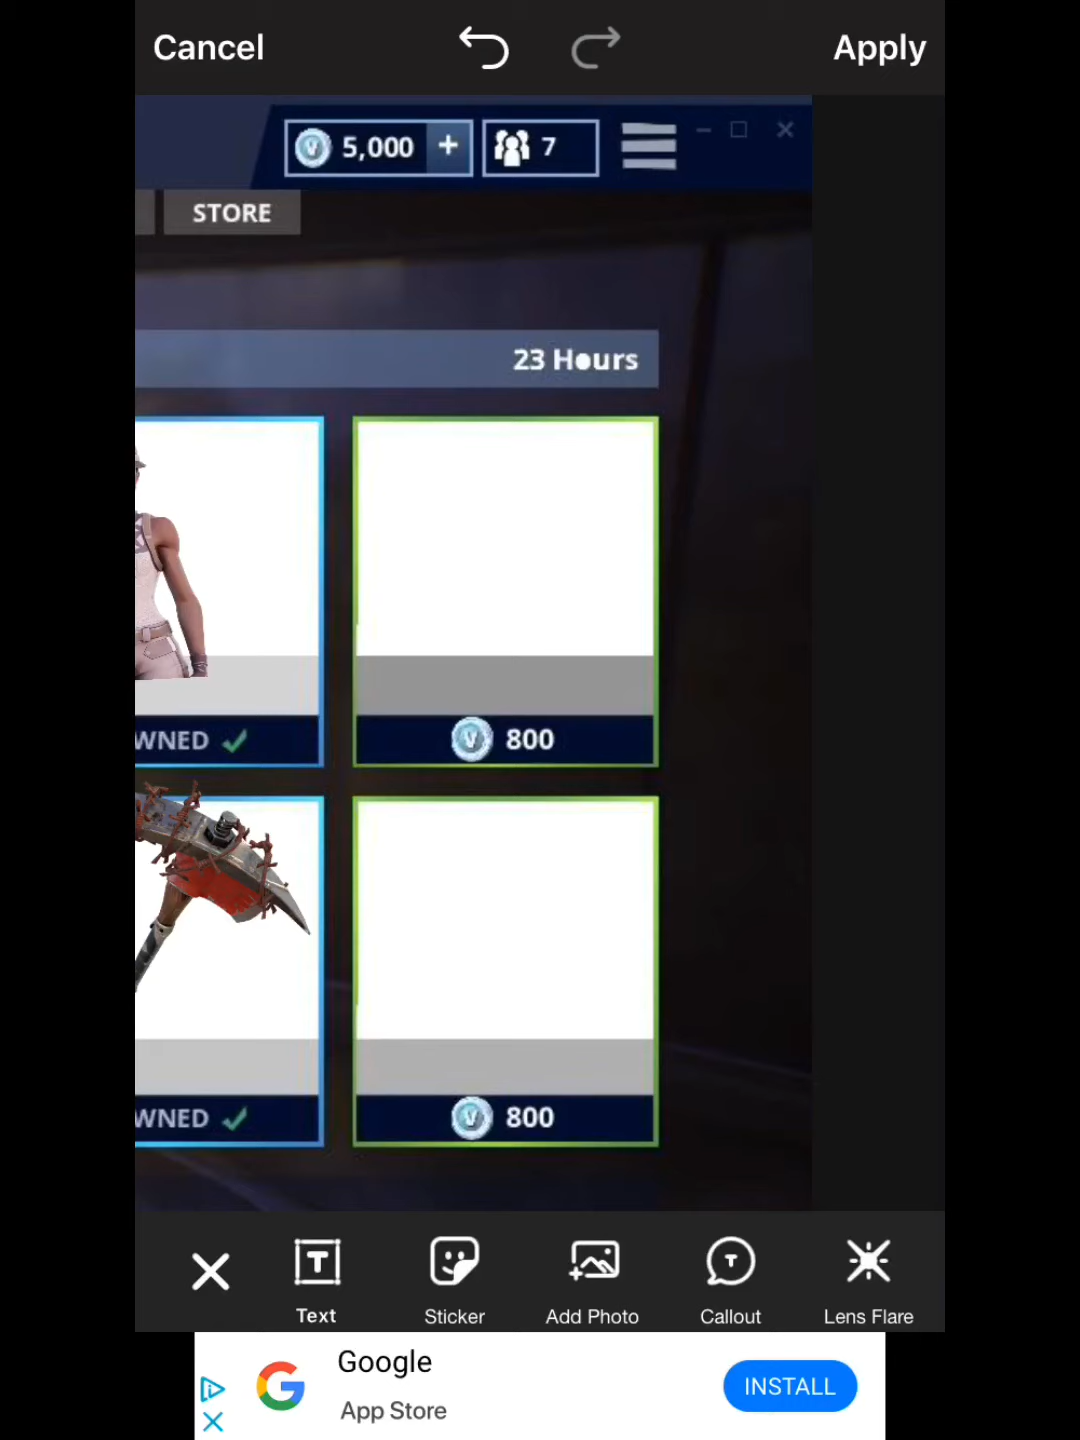 Cancel
Apply
5,000 +
7
STORE
23 Hours
WNED
800
WNED
800
Text
Sticker
Add Photo
Callout
Lens Flare
Google
App Store
INSTALL